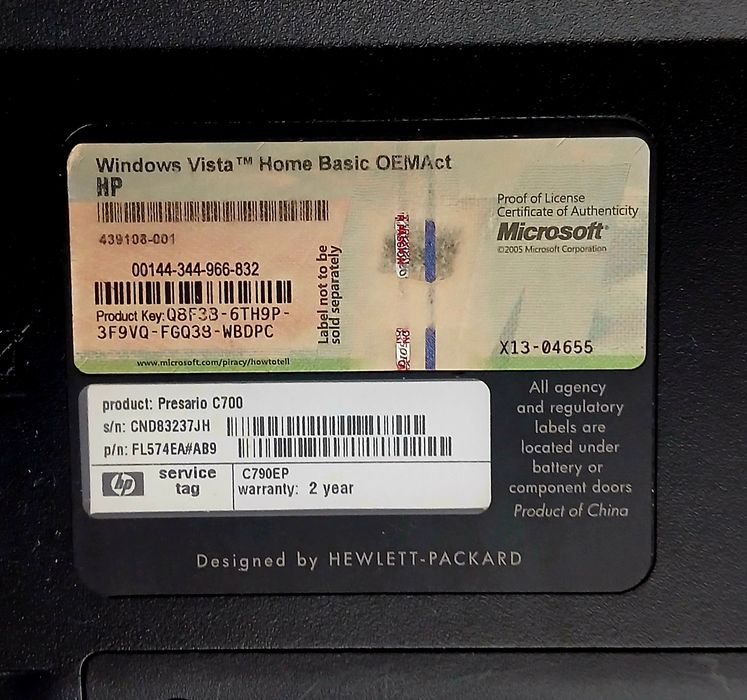 Windows Vista™ Home Basic OEMAct
HP
439108-001
00144-344-966-832
Product Key: Q8F33-6TH9P-
3F9VQ-FGQ38-WBDPC
www.microsoft.com/piracy/howtotell
Label not to be
sold separately
Proof of License
Certificate of Authenticity
Microsoft®
©2005 Microsoft Corporation
X13-04655
product: Presario C700
s/n: CND83237JH
p/n: FL574EA#AB9
hp
service
tag
C790EP
warranty: 2 year
All agency
and regulatory
labels are
located under
battery or
component doors
Product of China
Designed by HEWLETT-PACKARD